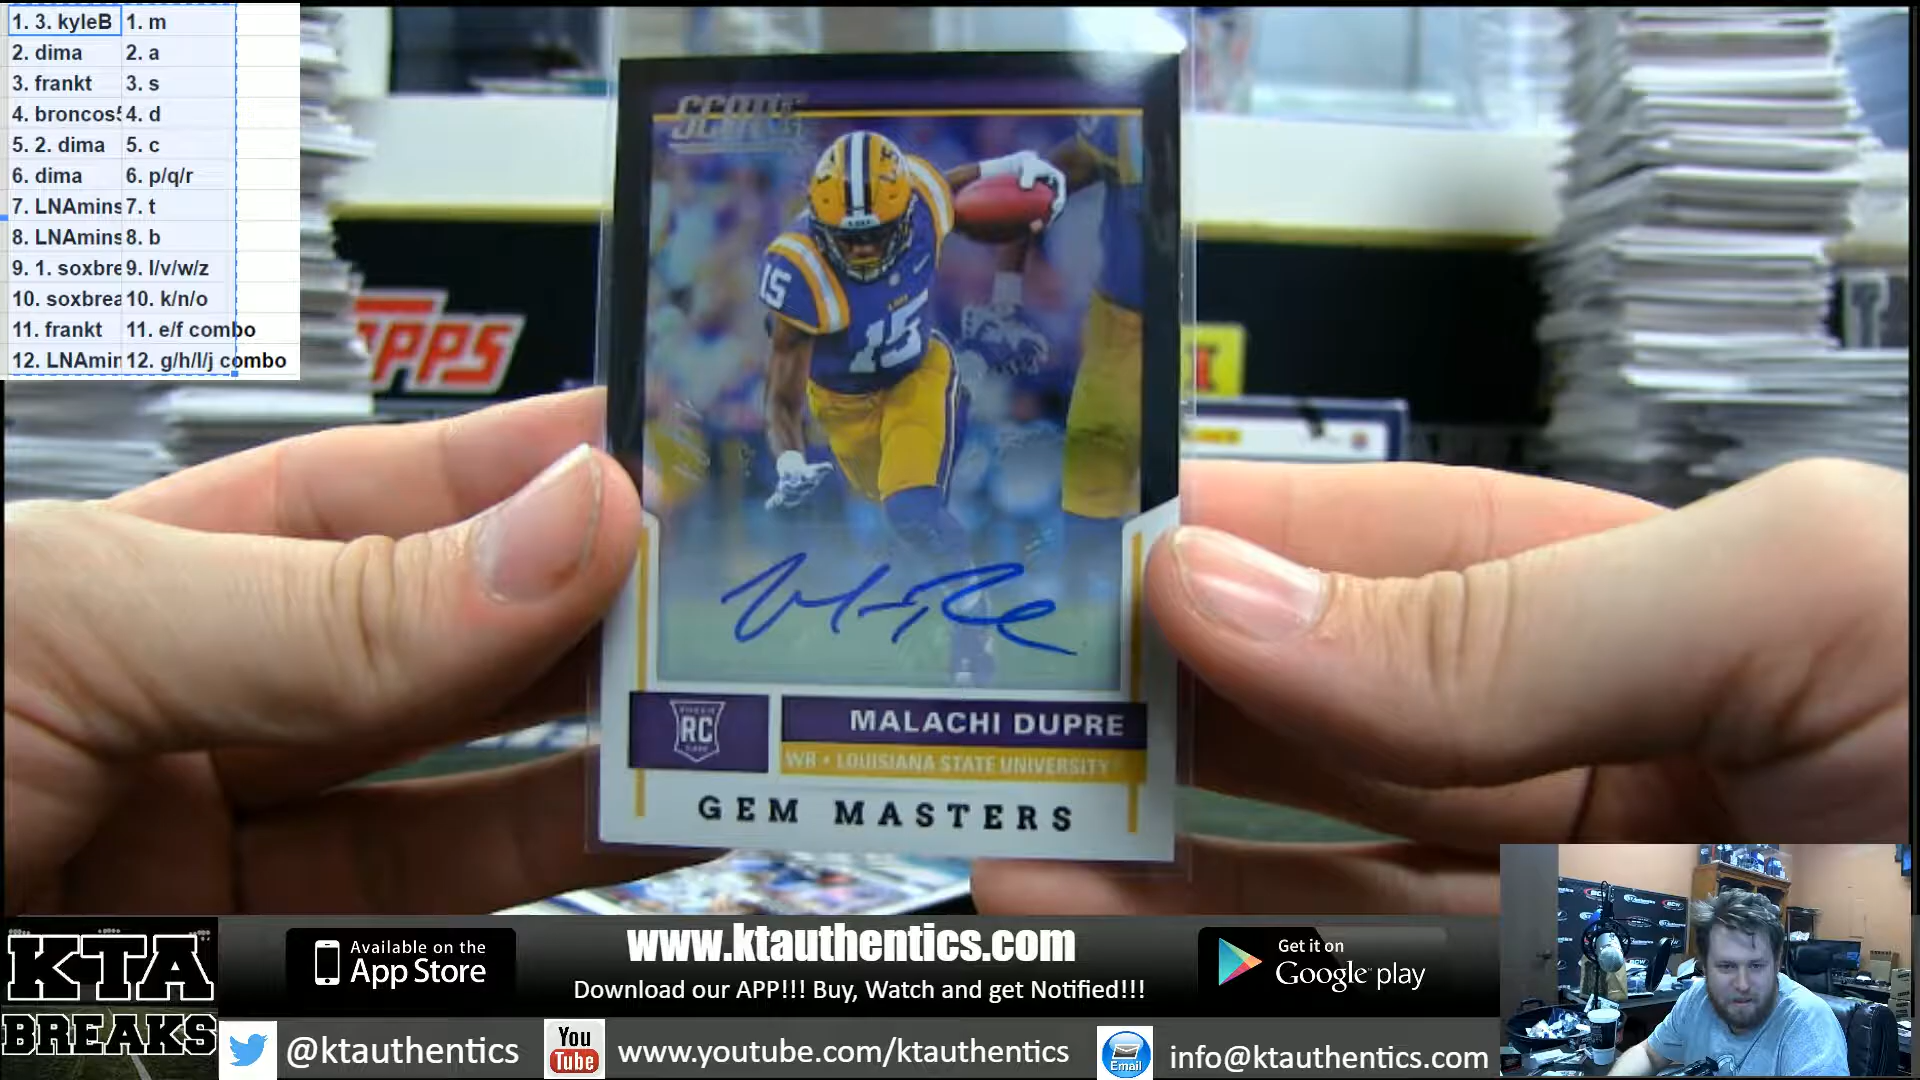 1. 3. kyleB 1. m
2. dima 2. a
3. frankt 3. s
4. broncos5 4. d
5. 2. dima 5. c
6. dima 6. p/q/r
7. LNAmins 7. t
8. LNAmins 8. b
9. 1. soxbre 9. l/v/w/z
10. soxbrea 10. k/n/o
11. frankt 11. e/f combo
12. LNAmin 12. g/h/l/j combo
SCORE
TOPPS
15
15
RC
MALACHI DUPRE
WR • LOUISIANA STATE UNIVERSITY
GEM MASTERS
KTA
BREAKS
Available on the
App Store
www.ktauthentics.com
Download our APP!!! Buy, Watch and get Notified!!!
Get it on
Google play
@ktauthentics
You
Tube
www.youtube.com/ktauthentics
Email
info@ktauthentics.com